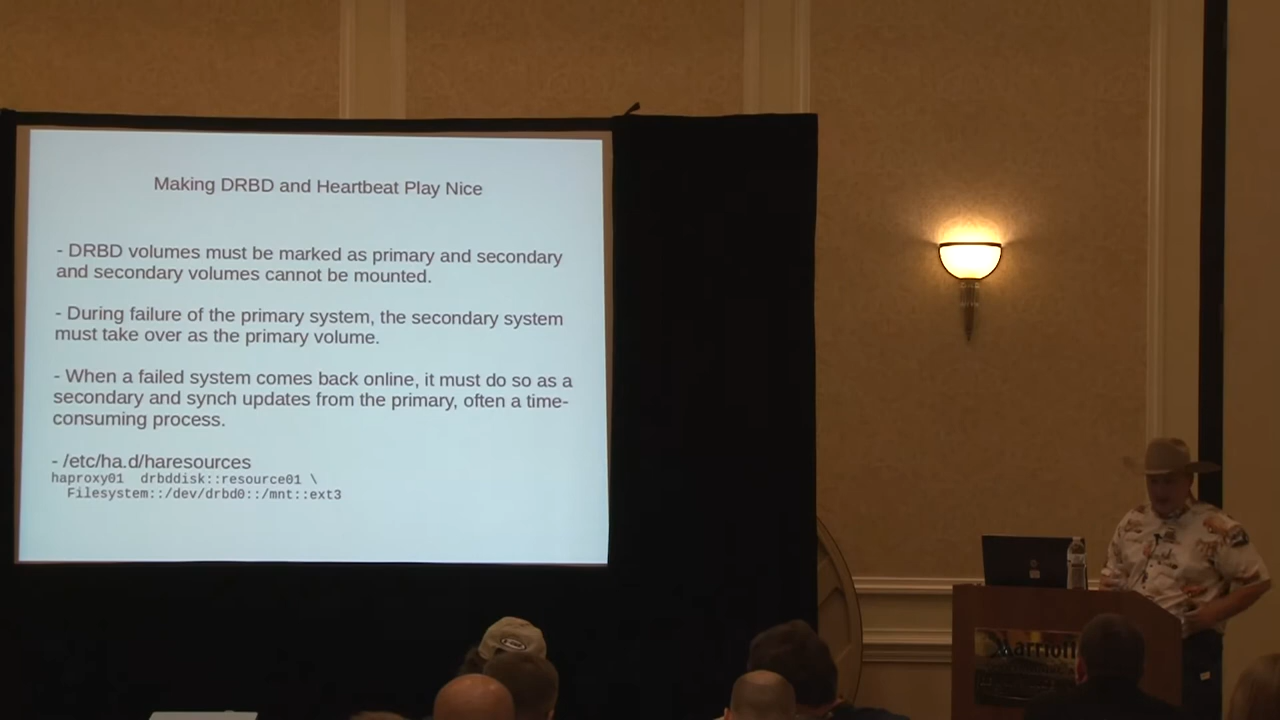 Making DRBD and Heartbeat Play Nice
- DRBD volumes must be marked as primary and secondary
and secondary volumes cannot be mounted.
- During failure of the primary system, the secondary system
must take over as the primary volume.
- When a failed system comes back online, it must do so as a
secondary and synch updates from the primary, often a time-
consuming process.
- /etc/ha.d/haresources
haproxy01  drbddisk::resource01 \
Filesystem::/dev/drbd0::/mnt::ext3
Marriott